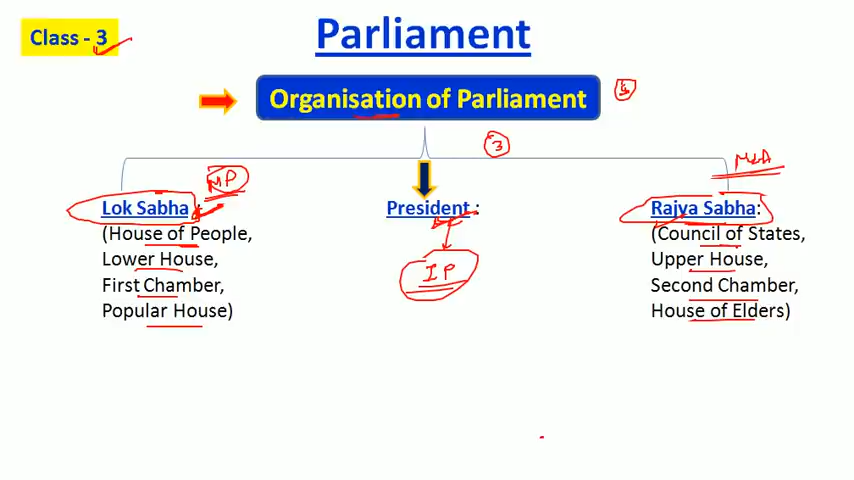 Class - 3
Parliament
Organisation of Parliament
3
MLA
MP
Lok Sabha :
(House of People,
Lower House,
First Chamber,
Popular House)
President :
I P
Rajya Sabha:
(Council of States,
Upper House,
Second Chamber,
House of Elders)